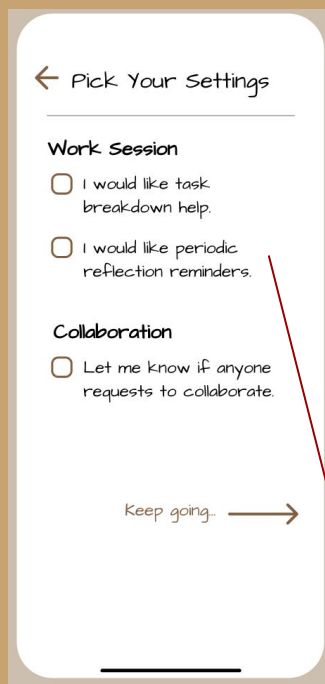 Pick Your Settings
Work Session
I would like task
breakdown help.
I would like periodic
reflection reminders.
Collaboration
Let me know if anyone
requests to collaborate.
Keep going...